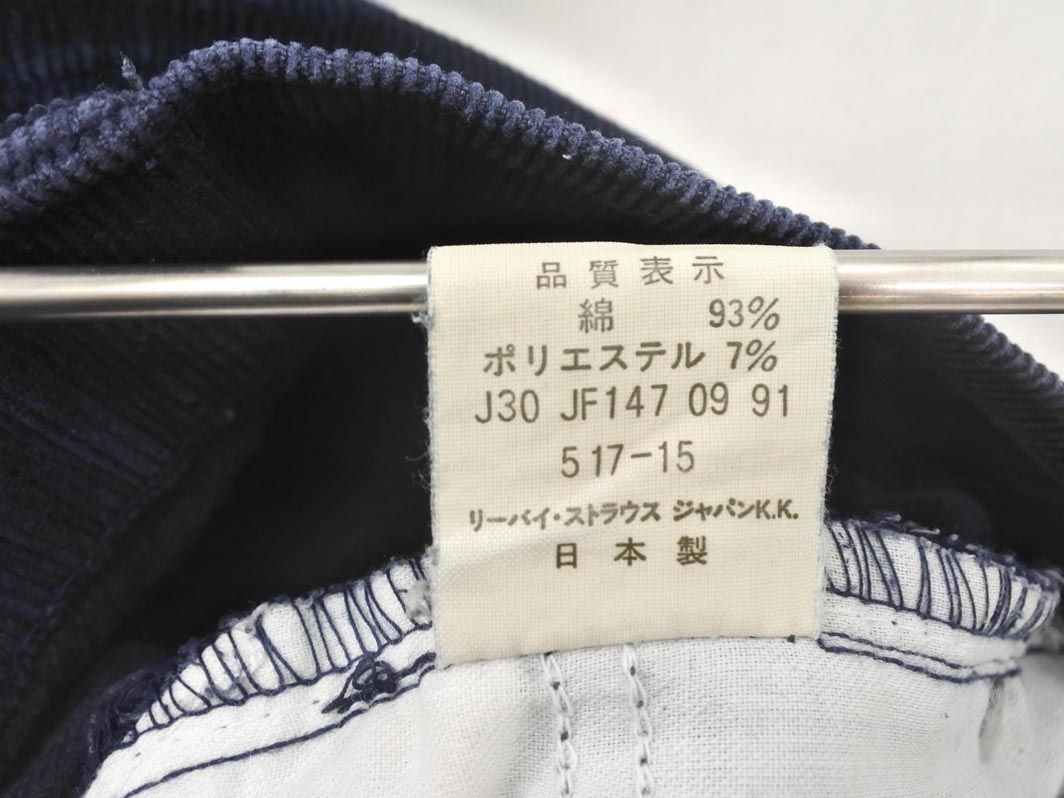 品質表示
綿 93%
ポリエステル 7%
J30 JF147 09 91
517-15
リーバイ・ストラウス ジャパンK.K.
日本製